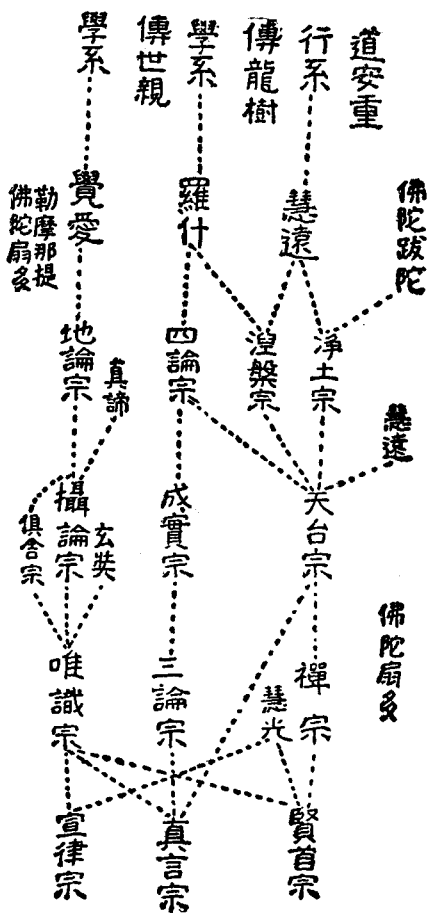 道安重
行系
傳龍樹
學系
傳世親
學系
佛陀跋陀
慧遠
羅什
覺愛
勒摩那提
佛陀扇多
淨土宗
涅槃宗
四論宗
地論宗
真諦
慧遠
天台宗
成實宗
攝論宗
玄奘
俱舍宗
佛陀扇多
禪宗
慧光
三論宗
唯識宗
賢首宗
真言宗
宣律宗